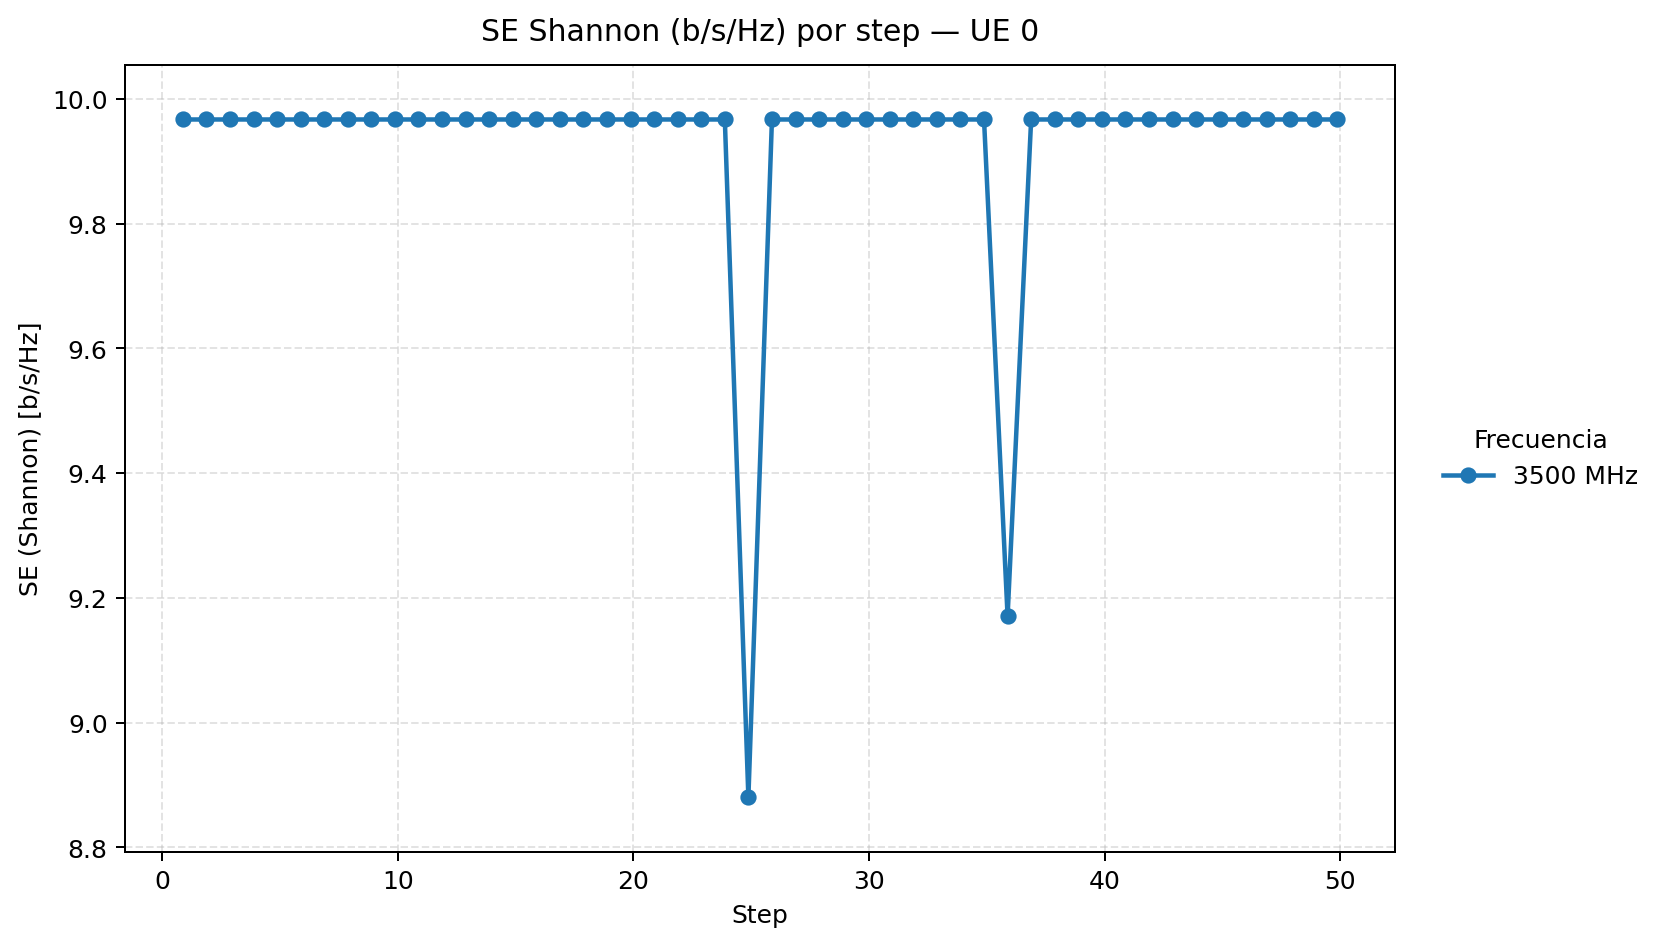 SE Shannon (b/s/Hz) por step — UE 0
SE (Shannon) [b/s/Hz]
10.0
9.8
9.6
9.4
9.2
9.0
8.8
0 10 20 30 40 50
Step
Frecuencia
3500 MHz